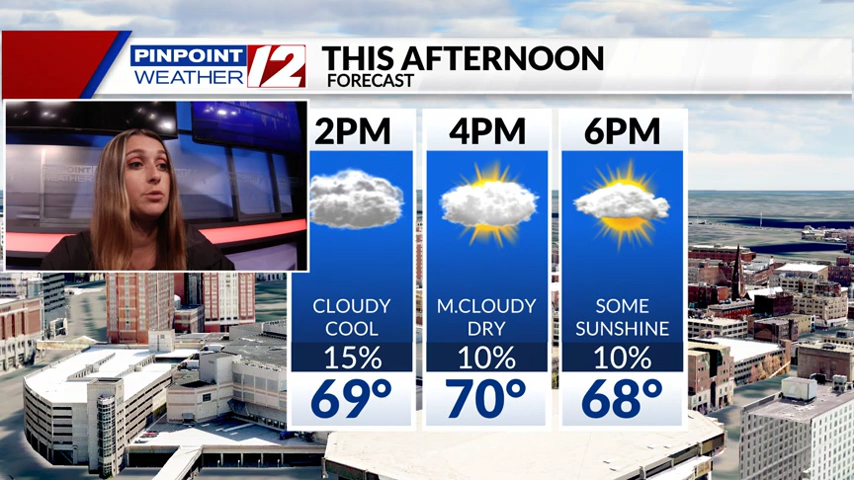 PINPOINT
WEATHER 12
THIS AFTERNOON
FORECAST
PINPOINT
2PM
4PM
6PM
CLOUDY
COOL
15%
69°
M.CLOUDY
DRY
10%
70°
SOME
SUNSHINE
10%
68°